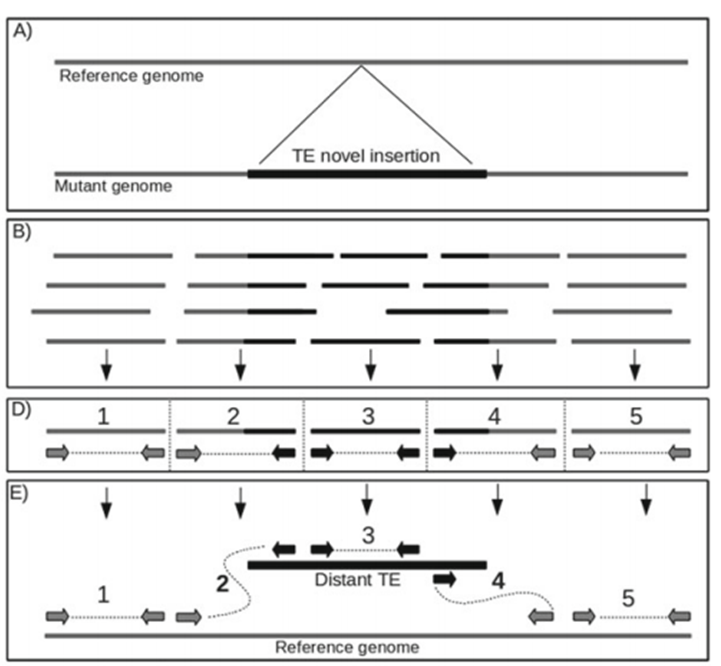 A)
Reference genome
TE novel insertion
Mutant genome
B)
D)
1 2 3 4 5
E)
3
2 Distant TE 4
1 5
Reference genome